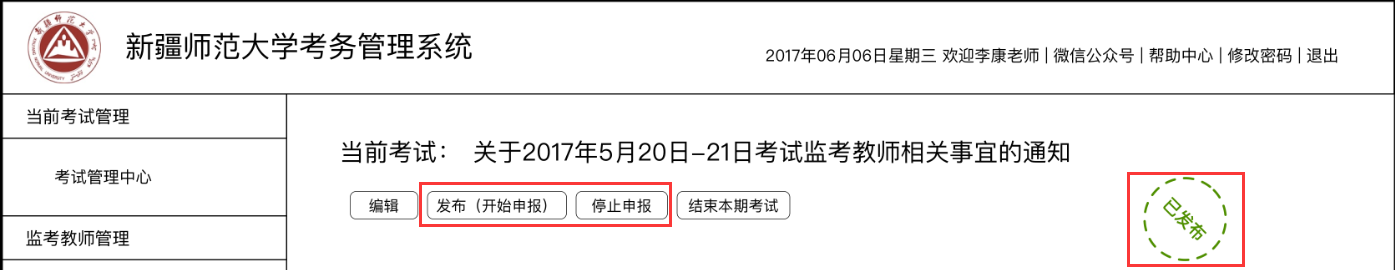 新疆师范大学考务管理系统
2017年06月06日星期三 欢迎李康老师 | 微信公众号 | 帮助中心 | 修改密码 | 退出
当前考试管理
当前考试： 关于2017年5月20日-21日考试监考教师相关事宜的通知
考试管理中心
编辑 发布（开始申报） 停止申报 结束本期考试
已发布
监考教师管理